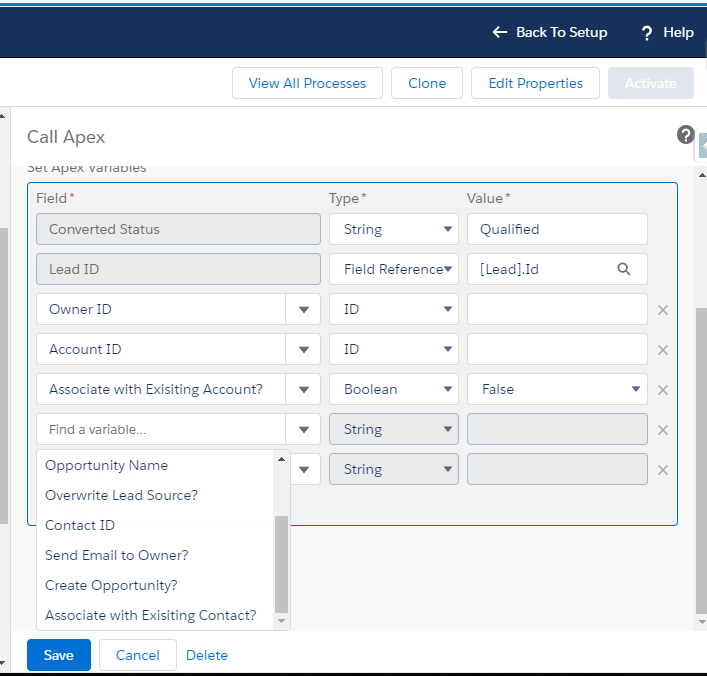 Back To Setup ? Help
View All Processes Clone Edit Properties Activate
Call Apex ?
Set Apex Variables
Field* Type* Value*
Converted Status String Qualified
Lead ID Field Reference [Lead].Id
Owner ID ID
Account ID ID
Associate with Exisiting Account? Boolean False
Find a variable... String
String
Opportunity Name
Overwrite Lead Source?
Contact ID
Send Email to Owner?
Create Opportunity?
Associate with Exisiting Contact?
Save Cancel Delete